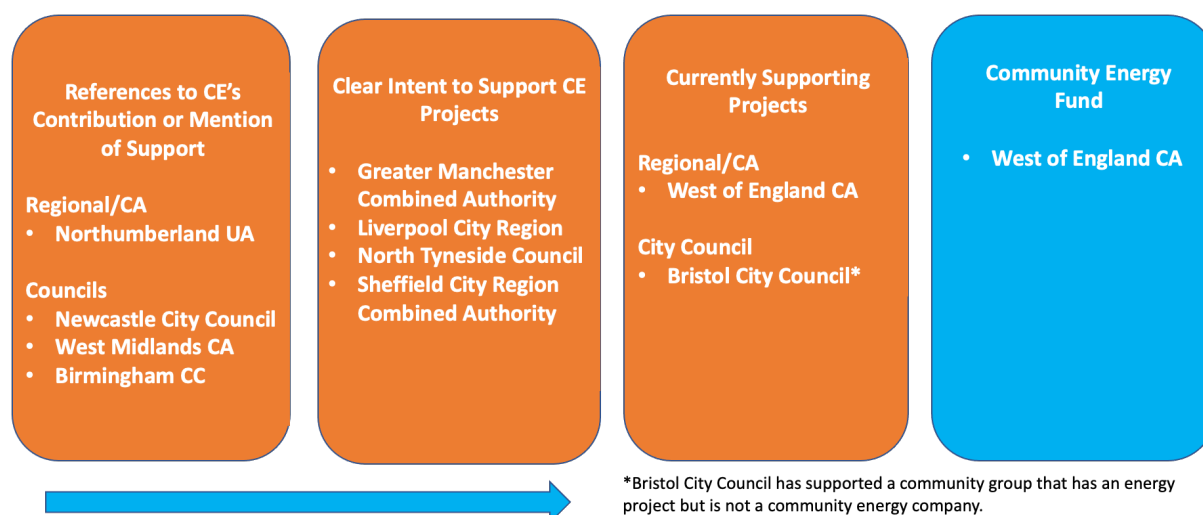 References to CE's
Contribution or Mention
of Support
Regional/CA
• Northumberland UA
Councils
• Newcastle City Council
• West Midlands CA
• Birmingham CC
Clear Intent to Support CE
Projects
• Greater Manchester
Combined Authority
• Liverpool City Region
• North Tyneside Council
• Sheffield City Region
Combined Authority
Currently Supporting
Projects
Regional/CA
• West of England CA
City Council
• Bristol City Council*
Community Energy
Fund
• West of England CA
*Bristol City Council has supported a community group that has an energy
project but is not a community energy company.